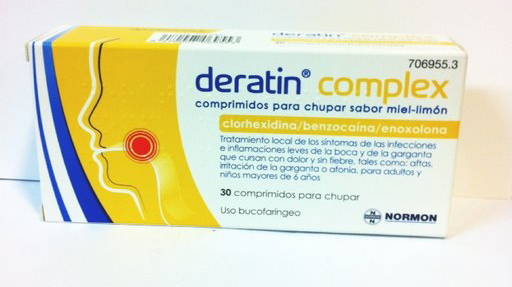 706955.3
deratin® complex
comprimidos para chupar sabor miel-limón
clorhexidina/benzocaína/enoxolona
Tratamiento local de los síntomas de las infecciones
e inflamaciones leves de la boca y de la garganta
que cursan con dolor y sin fiebre, tales como: aftas,
irritación de la garganta o afonía, para adultos y
niños mayores de 6 años
30 comprimidos para chupar
Uso bucofaríngeo
NORMON